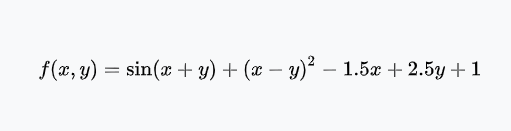 f(x, y) = sin(x + y) + (x − y)² − 1.5x + 2.5y + 1